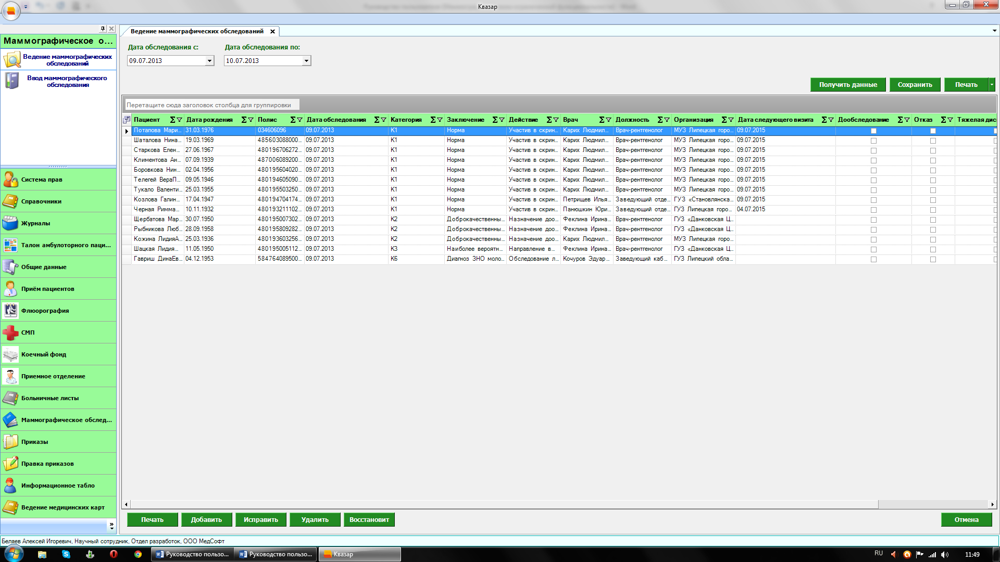 Квазар
Маммографическое о...
Ведение маммографических обследований
Ввод маммографического обследования
Система прав
Справочники
Журналы
Талон амбулоторного паци...
Общие данные
Приём пациентов
Флюорография
СМП
Коечный фонд
Приемное отделение
Больничные листы
Маммографическое обслед...
Приказы
Правка приказов
Информационное табло
Ведение медицинских карт
Ведение маммографических обследований
Дата обследования с: Дата обследования по:
09.07.2013 10.07.2013
Получить данные Сохранить Печать
Перетащите сюда заголовок столбца для группировки
Пациент Дата рождения Полис Дата обследования Категория Заключение Действие Врач Должность Организация Дата следующего визита Дообследование Отказ Тяжелая дис
Потапова Мари... 31.03.1976 034606096 09.07.2013 К1 Норма Участив в скрин... Карих Людмил... Врач-рентгенолог МУЗ Липецкая горо... 09.07.2015
Шаталова Нина... 19.03.1969 485603088000... 09.07.2013 К1 Норма Участив в скрин... Карих Людмил... Врач-рентгенолог МУЗ Липецкая горо... 09.07.2015
Старкова Елен... 27.06.1967 480196706272... 09.07.2013 К1 Норма Участив в скрин... Карих Людмил... Врач-рентгенолог МУЗ Липецкая горо... 09.07.2015
Климентова Ан... 07.09.1939 487006089200... 09.07.2013 К1 Норма Участив в скрин... Карих Людмил... Врач-рентгенолог МУЗ Липецкая горо... 09.07.2015
Боровкова Нин... 02.04.1956 480195604020... 09.07.2013 К1 Норма Участив в скрин... Карих Людмил... Врач-рентгенолог МУЗ Липецкая горо... 09.07.2015
Телегей ВераП... 09.05.1946 480194605090... 09.07.2013 К1 Норма Участив в скрин... Карих Людмил... Врач-рентгенолог МУЗ Липецкая горо... 09.07.2015
Тукало Валенти... 25.03.1955 480195503250... 09.07.2013 К1 Норма Участив в скрин... Карих Людмил... Врач-рентгенолог МУЗ Липецкая горо... 09.07.2015
Козлова Галин... 17.04.1947 480194704174... 09.07.2013 К1 Норма Участив в скрин... Петрищев Илья... Заведующий отде... ГУЗ «Становлянска... 09.07.2015
Черная Римма... 10.11.1932 480193211102... 09.07.2013 К1 Норма Участив в скрин... Панюшкин Юри... Заведующий отде... ГУЗ Липецкая горо... 04.07.2015
Щербатова Мар... 30.07.1950 480195007302... 09.07.2013 К2 Доброкачественны... Назначение доо... Феклина Ирина... Врач-рентгенолог ГУЗ «Данковская Ц...
Рыбникова Люб... 28.09.1958 480195809282... 09.07.2013 К2 Доброкачественны... Назначение доо... Феклина Ирина... Врач-рентгенолог ГУЗ «Данковская Ц...
Кожина ЛидияА... 25.03.1936 480193603256... 09.07.2013 К2 Доброкачественны... Назначение доо... Карих Людмил... Врач-рентгенолог МУЗ Липецкая горо...
Шацкая Лидия... 11.05.1950 480195005112... 09.07.2013 К3 Наиболее вероятн... Направление в... Феклина Ирина... Врач-рентгенолог ГУЗ «Данковская Ц...
Гавриш ДинаЕв... 04.12.1953 584764089500... 09.07.2013 К6 Диагноз ЗНО моло... Обследование л... Кочуров Эдуар... Заведующий каб... ГУЗ Липецкий обла...
Печать Добавить Исправить Удалить Восстановит Отмена
Беляев Алексей Игоревич, Научный сотрудник, Отдел разработок, ООО МедСофт
Руководство пользо... Руководство пользо... Квазар RU 11:49